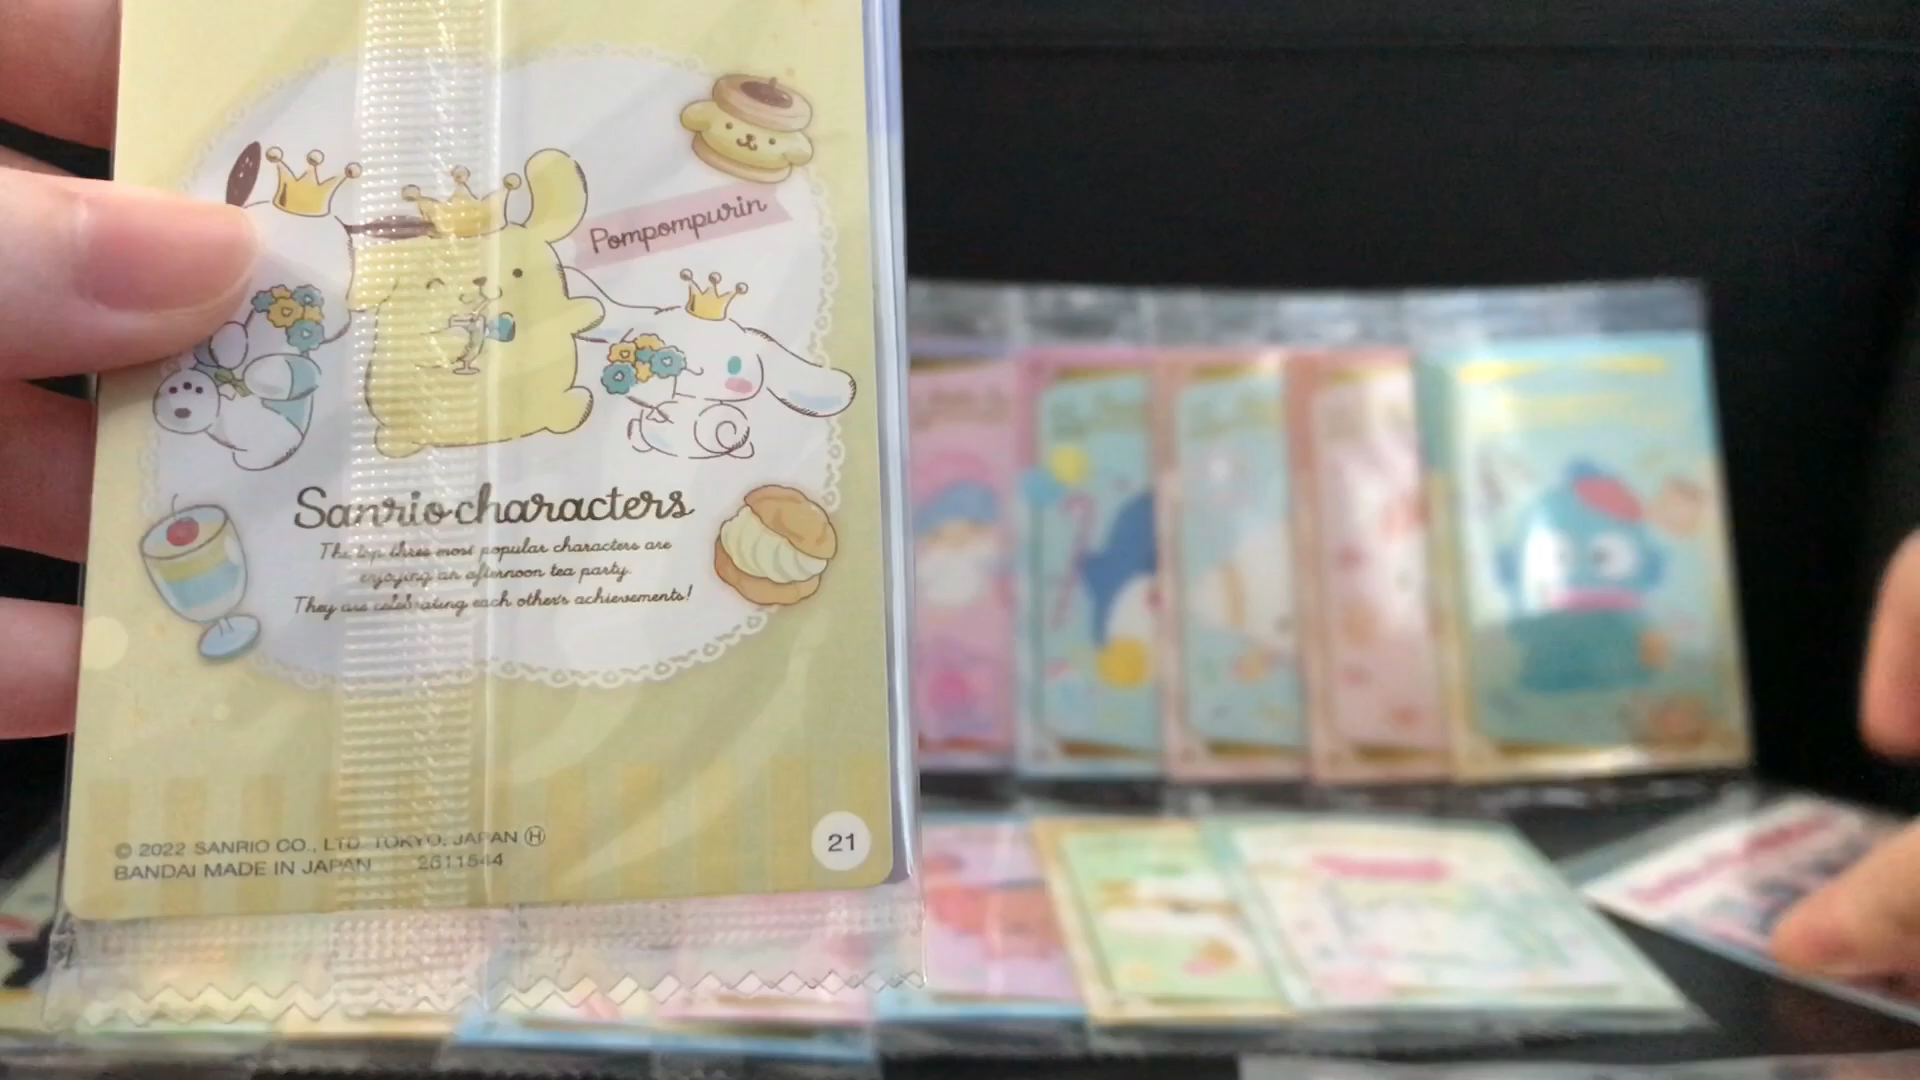 Pompompurin
Sanrio characters
The top three most popular characters are
enjoying an afternoon tea party.
They are celebrating each other's achievements!
© 2022 SANRIO CO., LTD. TOKYO, JAPAN Ⓗ
BANDAI MADE IN JAPAN 2611544
21